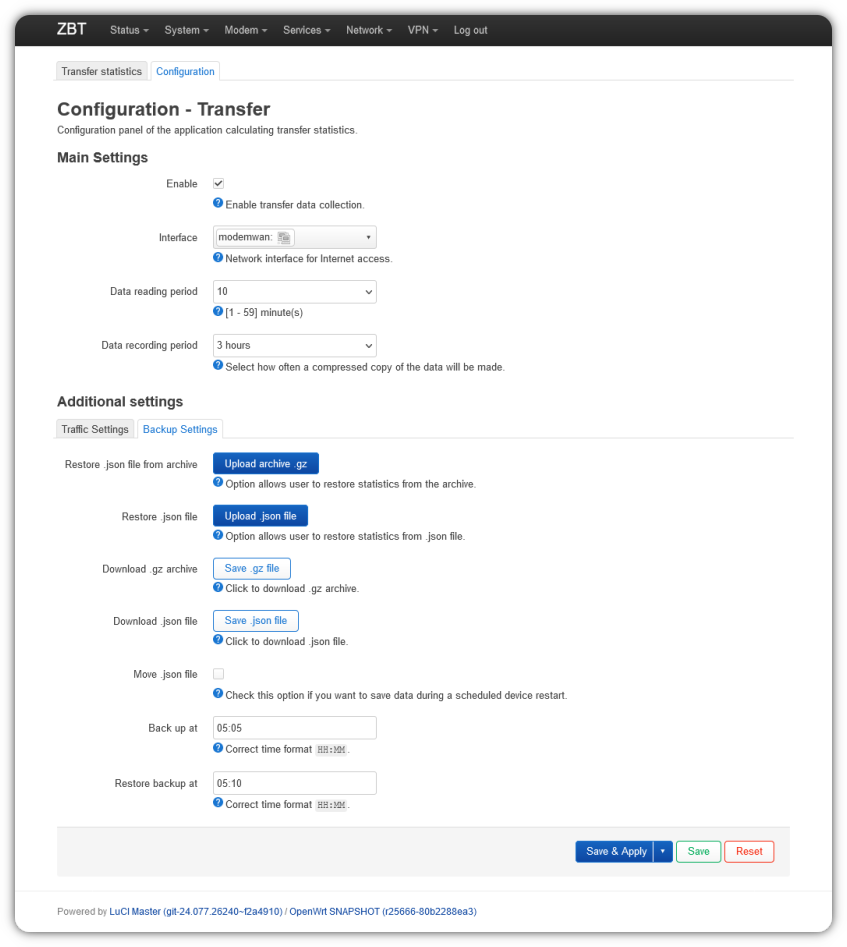 ZBT Status System Modem Services Network VPN Log out
Transfer statistics Configuration
Configuration - Transfer
Configuration panel of the application calculating transfer statistics.
Main Settings
Enable
Enable transfer data collection.
Interface modemwan:
Network interface for Internet access.
Data reading period 10
[1 - 59] minute(s)
Data recording period 3 hours
Select how often a compressed copy of the data will be made.
Additional settings
Traffic Settings Backup Settings
Restore .json file from archive Upload archive .gz
Option allows user to restore statistics from the archive.
Restore .json file Upload .json file
Option allows user to restore statistics from .json file.
Download .gz archive Save .gz file
Click to download .gz archive.
Download .json file Save .json file
Click to download .json file.
Move .json file
Check this option if you want to save data during a scheduled device restart.
Back up at 05:05
Correct time format HH:MM.
Restore backup at 05:10
Correct time format HH:MM.
Save & Apply Save Reset
Powered by LuCI Master (git-24.077.26240~f2a4910) / OpenWrt SNAPSHOT (r25666-80b2288ea3)